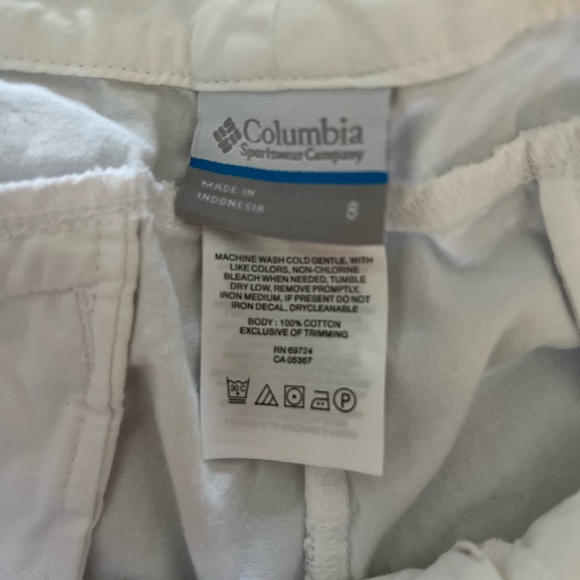 Columbia
Sportswear Company
MADE IN
INDONESIA
8
MACHINE WASH COLD GENTLE, WITH
LIKE COLORS, NON-CHLORINE
BLEACH WHEN NEEDED, TUMBLE
DRY LOW, REMOVE PROMPTLY,
IRON MEDIUM, IF PRESENT DO NOT
IRON DECAL, DRYCLEANABLE
BODY : 100% COTTON
EXCLUSIVE OF TRIMMING
RN 69724
CA 05367
30 C
P